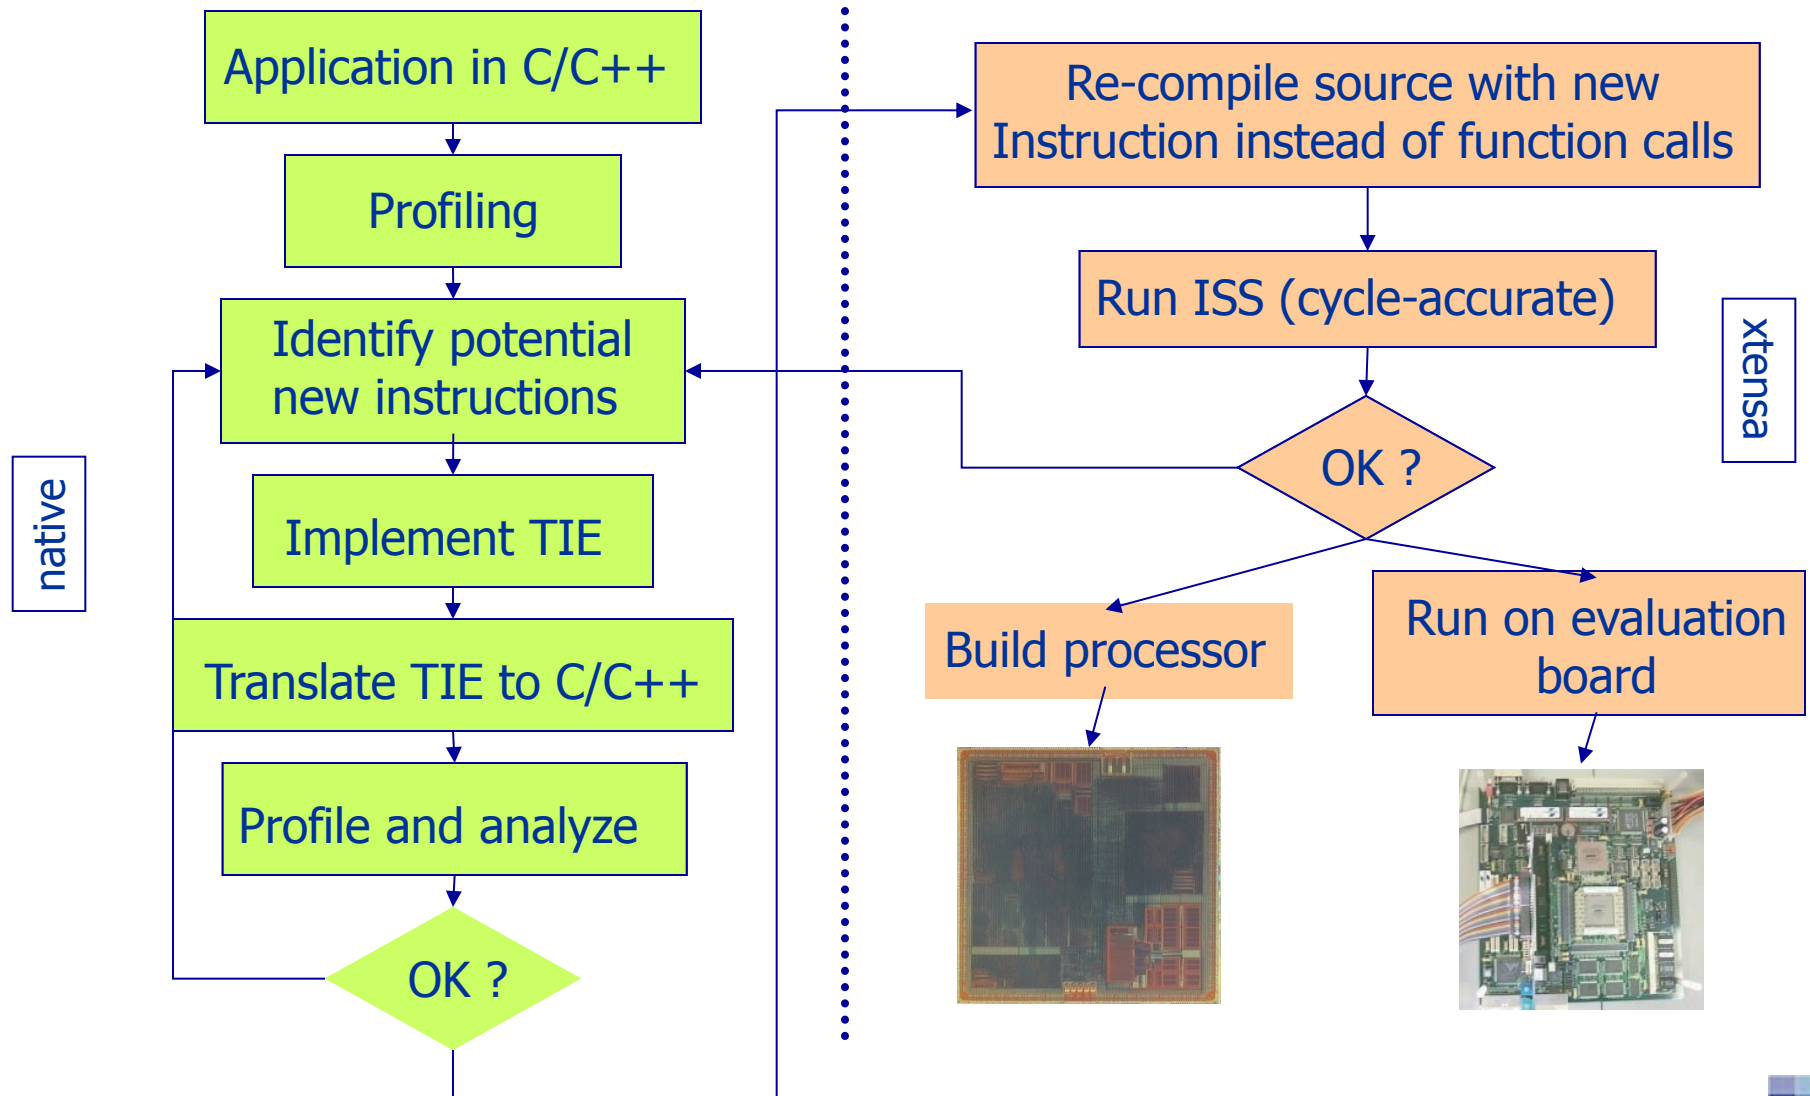 Application in C/C++
Profiling
Identify potential
new instructions
Implement TIE
Translate TIE to C/C++
Profile and analyze
OK ?
native
Re-compile source with new
Instruction instead of function calls
Run ISS (cycle-accurate)
OK ?
Build processor
Run on evaluation
board
xtensa